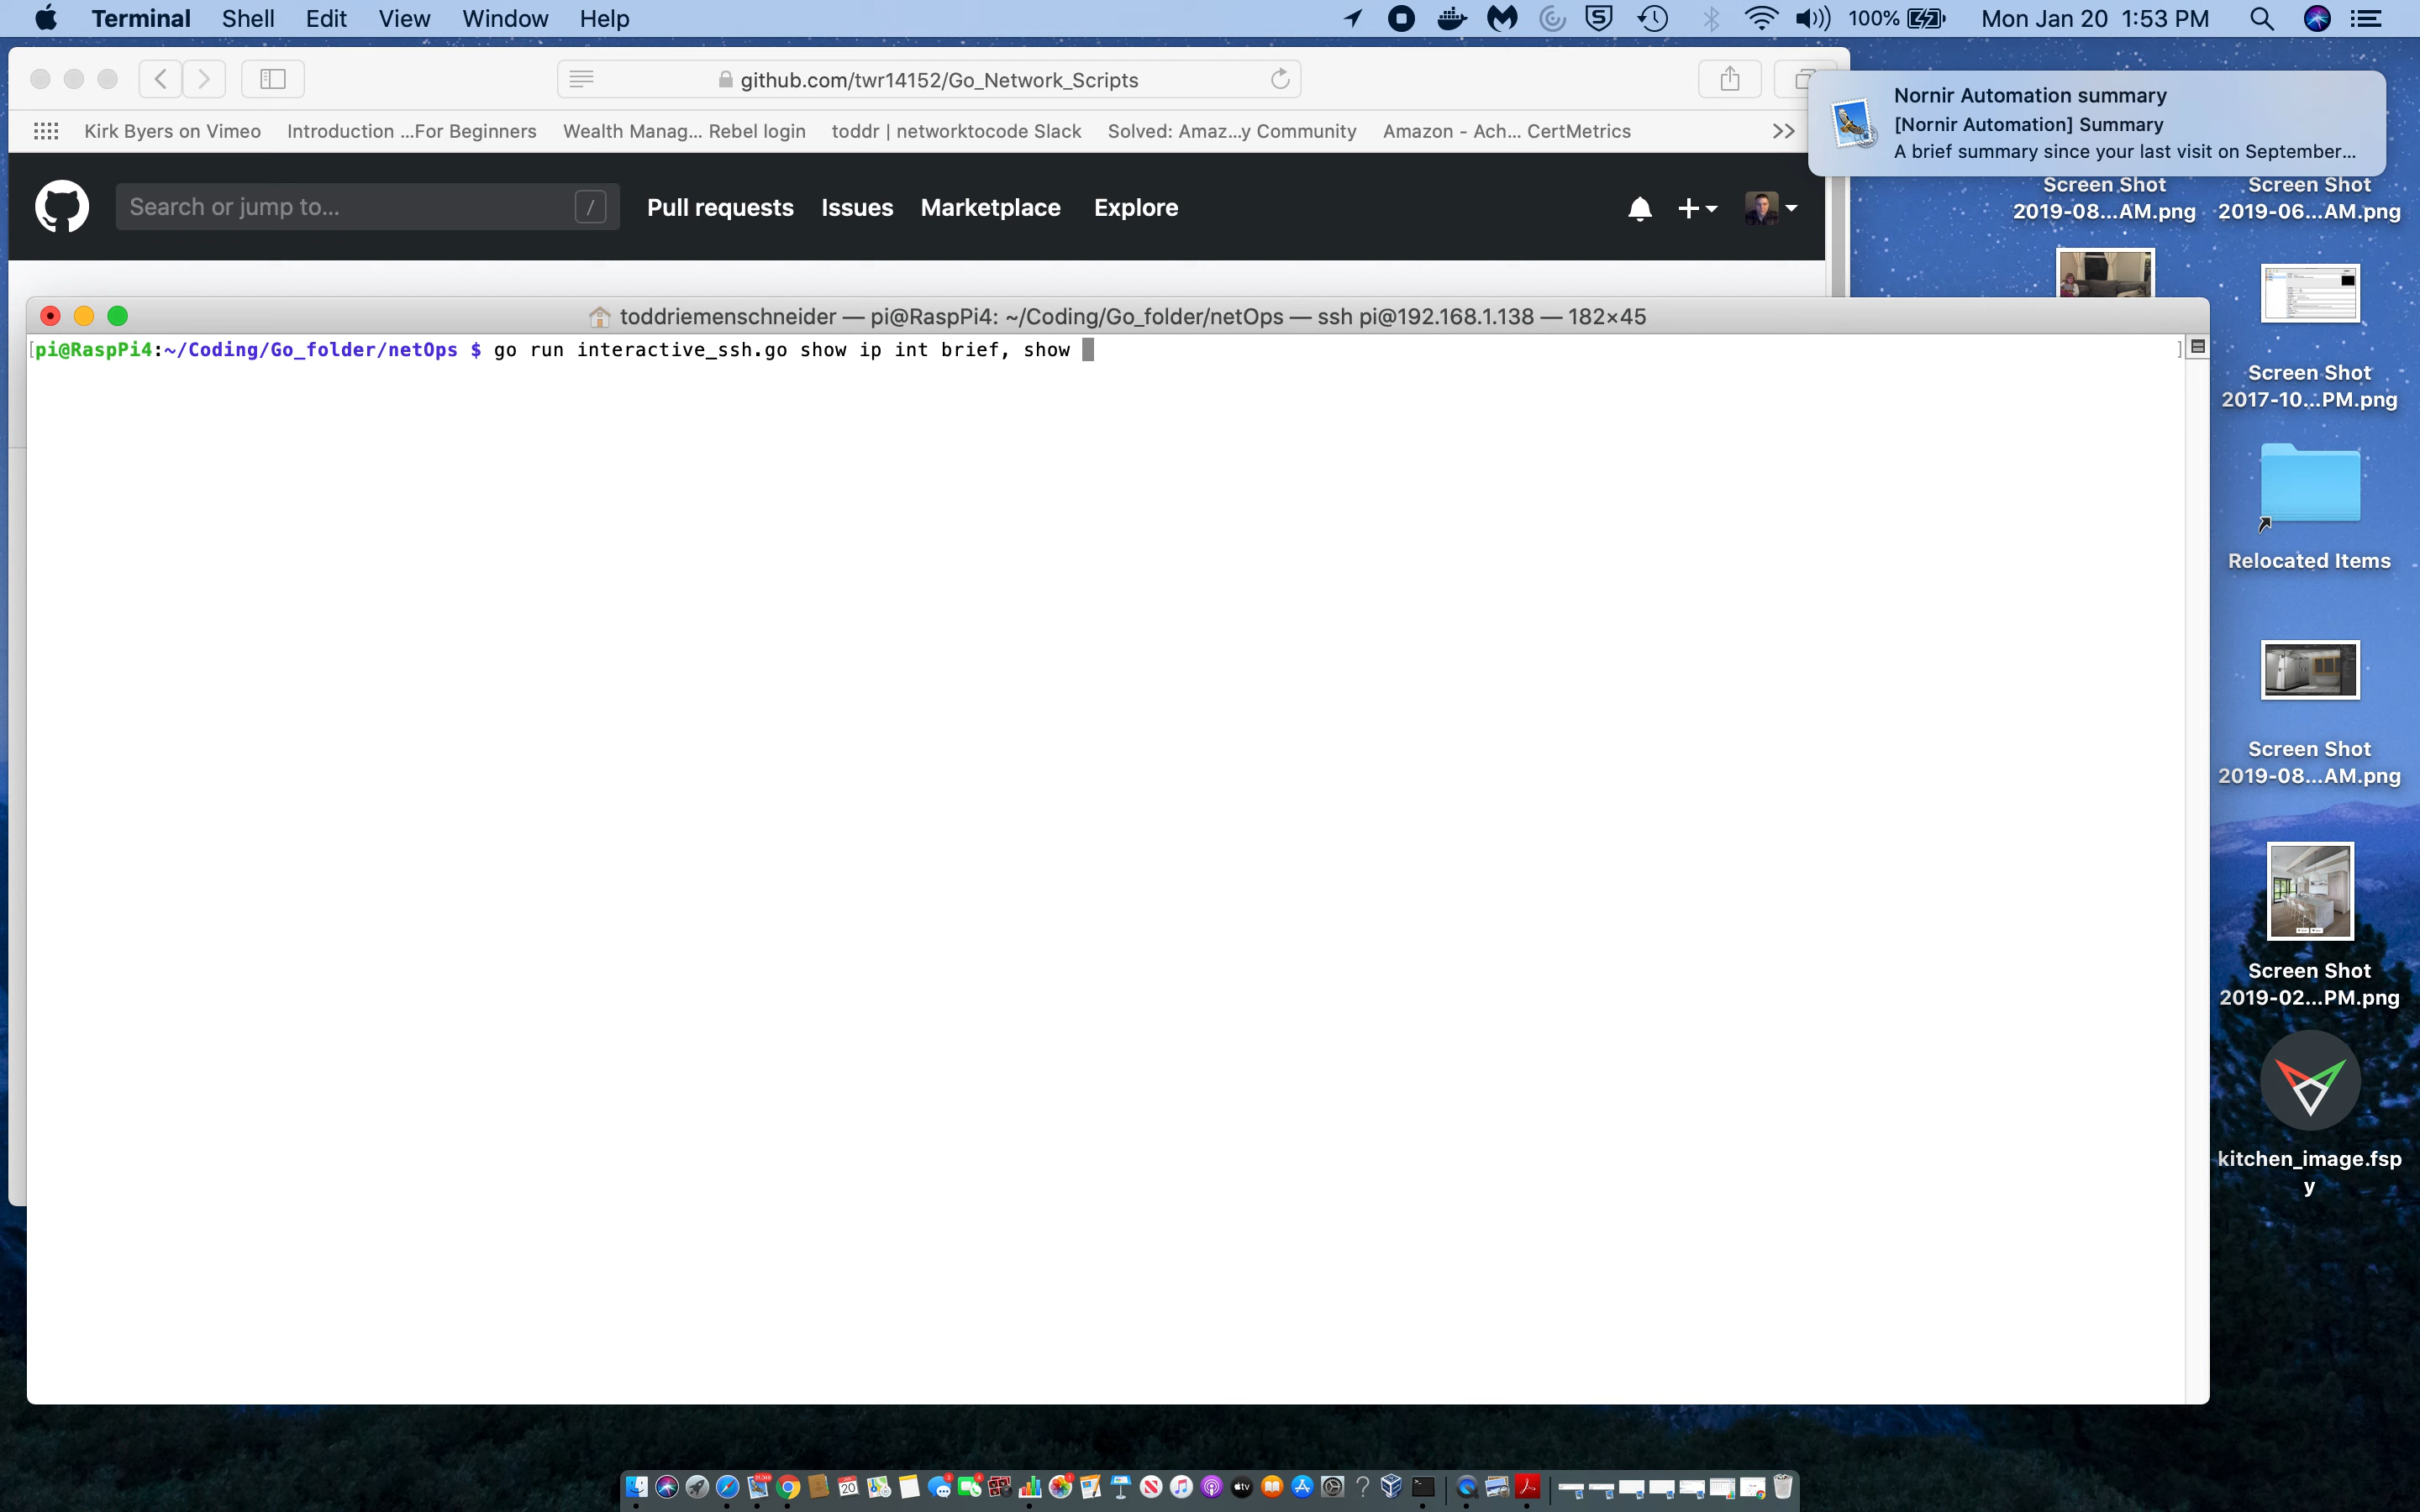 Terminal Shell Edit View Window Help 100% Mon Jan 20 1:53 PM
github.com/twr14152/Go_Network_Scripts
Kirk Byers on Vimeo Introduction ...For Beginners Wealth Manag... Rebel login toddr | networktocode Slack Solved: Amaz...y Community Amazon - Ach... CertMetrics >>
Nornir Automation summary
[Nornir Automation] Summary
A brief summary since your last visit on September...
Search or jump to... / Pull requests Issues Marketplace Explore
Screen Shot
2019-08...AM.png
Screen Shot
2019-06...AM.png
toddriemenschneider — pi@RaspPi4: ~/Coding/Go_folder/netOps — ssh pi@192.168.1.138 — 182×45
[pi@RaspPi4:~/Coding/Go_folder/netOps $ go run interactive_ssh.go show ip int brief, show ]
Screen Shot
2017-10...PM.png
Relocated Items
Screen Shot
2019-08...AM.png
Screen Shot
2019-02...PM.png
kitchen_image.fsp
y